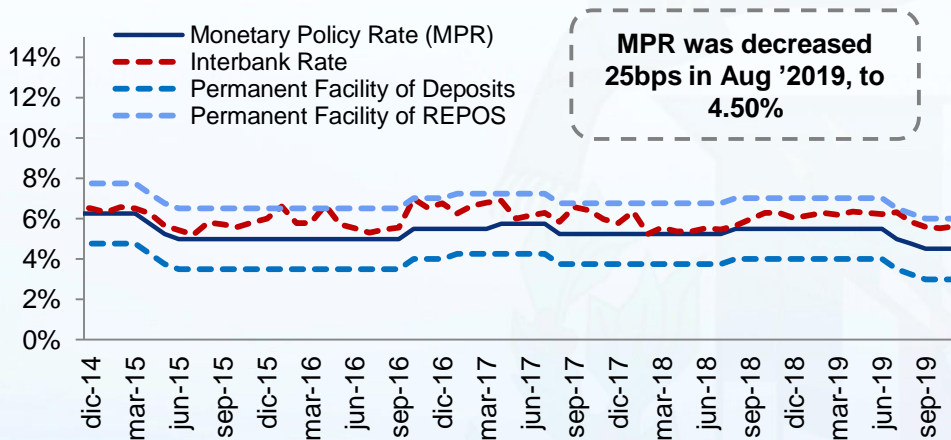 Monetary Policy Rate (MPR)
Interbank Rate
Permanent Facility of Deposits
Permanent Facility of REPOS
MPR was decreased
25bps in Aug ’2019, to
4.50%
14%
12%
10%
8%
6%
4%
2%
0%
dic-14
mar-15
jun-15
sep-15
dic-15
mar-16
jun-16
sep-16
dic-16
mar-17
jun-17
sep-17
dic-17
mar-18
jun-18
sep-18
dic-18
mar-19
jun-19
sep-19